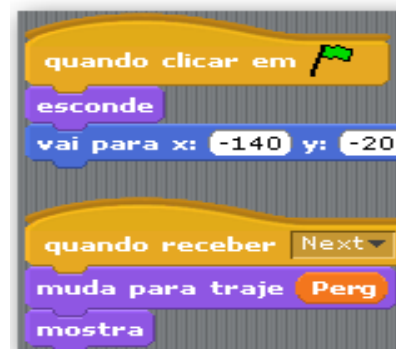 quando clicar em
esconde
vai para x: -140 y: -20
quando receber Next
muda para traje Perg
mostra